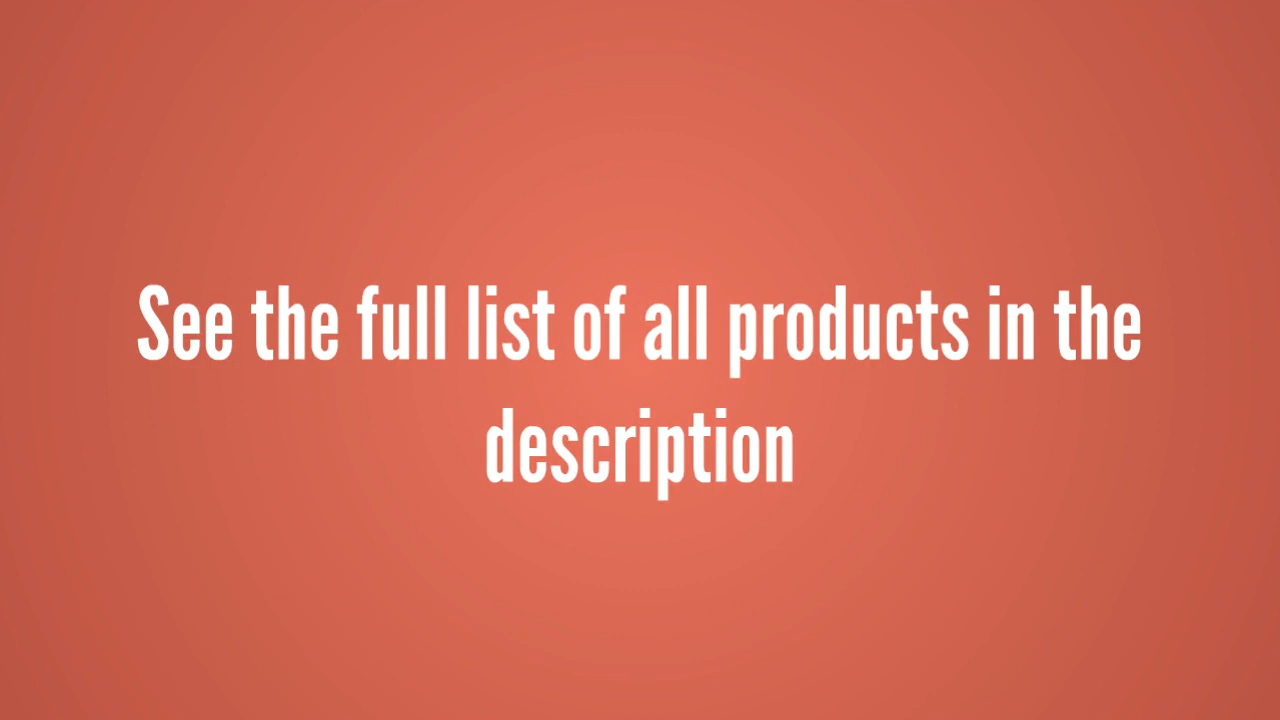 See the full list of all products in the
description